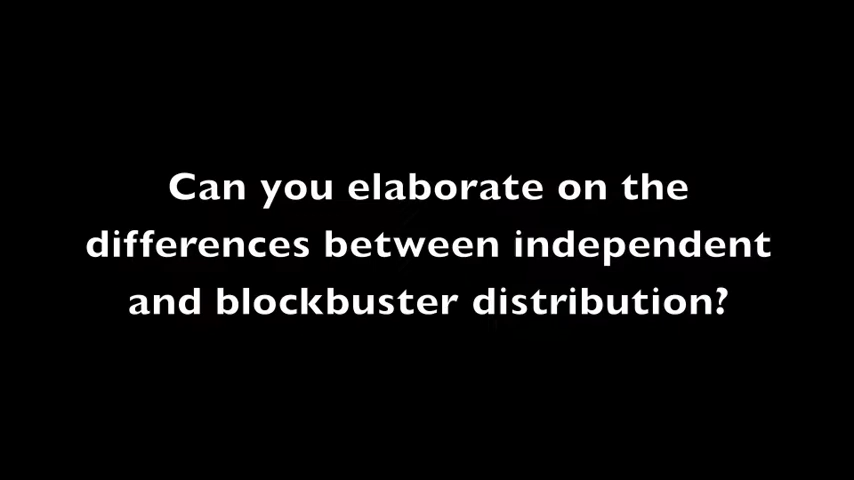 Can you elaborate on the
differences between independent
and blockbuster distribution?